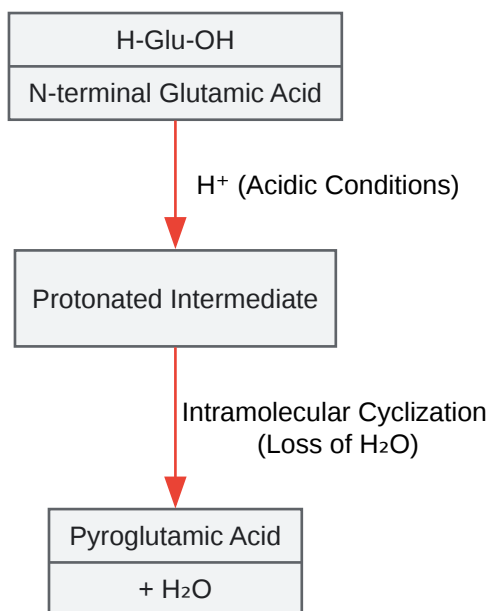 H-Glu-OH
N-terminal Glutamic Acid
H⁺ (Acidic Conditions)
Protonated Intermediate
Intramolecular Cyclization
(Loss of H₂O)
Pyroglutamic Acid
+ H₂O